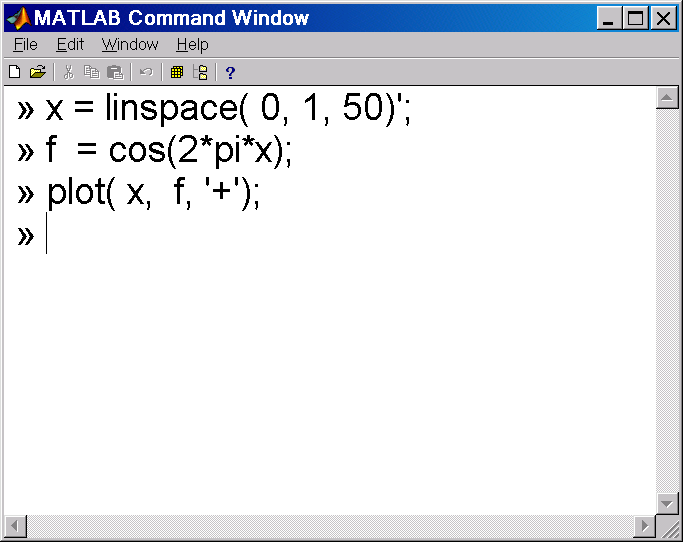 MATLAB Command Window
File Edit Window Help
?
» x = linspace( 0, 1, 50)';
» f  = cos(2*pi*x);
» plot( x,  f, '+');
»